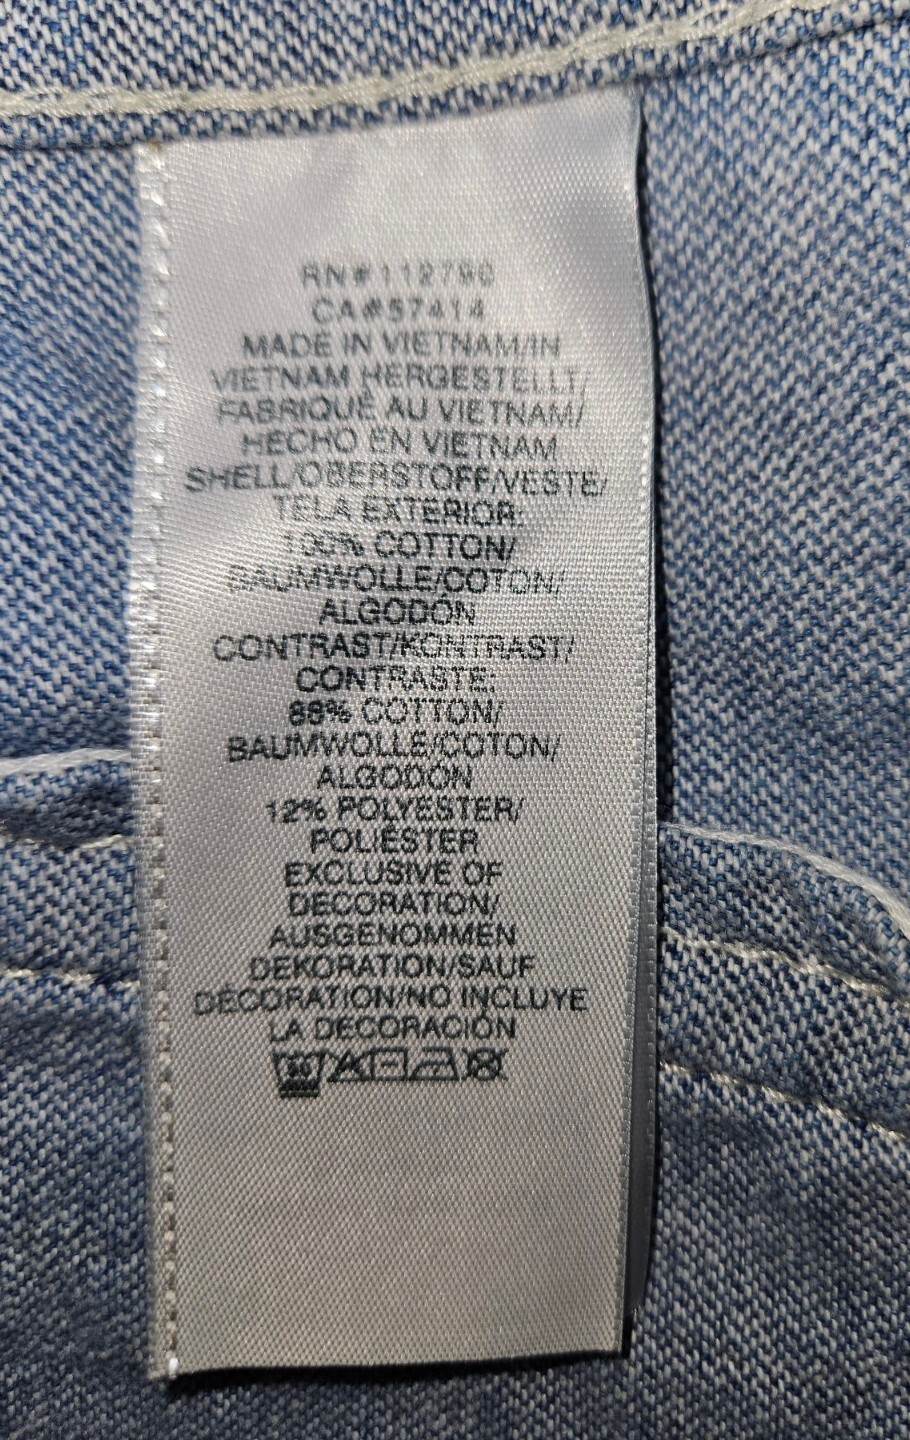 RN#112790
CA#57414
MADE IN VIETNAM/IN
VIETNAM HERGESTELLT/
FABRIQUÉ AU VIETNAM/
HECHO EN VIETNAM
SHELL/OBERSTOFF/VESTE/
TELA EXTERIOR:
100% COTTON/
BAUMWOLLE/COTON/
ALGODÓN
CONTRAST/KONTRAST/
CONTRASTE:
88% COTTON/
BAUMWOLLE/COTON/
ALGODÓN
12% POLYESTER/
POLIÉSTER
EXCLUSIVE OF
DECORATION/
AUSGENOMMEN
DEKORATION/SAUF
DÉCORATION/NO INCLUYE
LA DECORACIÓN
30